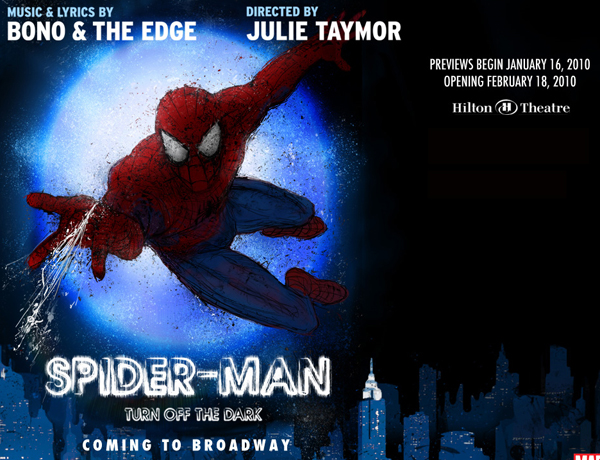 MUSIC & LYRICS BY
BONO & THE EDGE
DIRECTED BY
JULIE TAYMOR
PREVIEWS BEGIN JANUARY 16, 2010
OPENING FEBRUARY 18, 2010
Hilton H Theatre
SPIDER-MAN
TURN OFF THE DARK
COMING TO BROADWAY